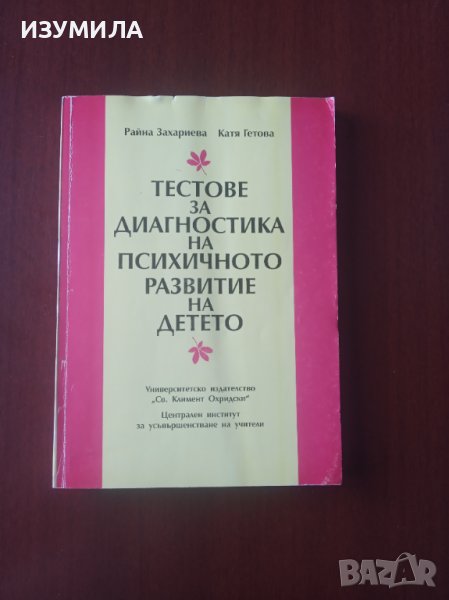 ИЗУМИЛА
Райна Захариева Катя Гетова
ТЕСТОВЕ
ЗА
ДИАГНОСТИКА
НА
ПСИХИЧНОТО
РАЗВИТИЕ
НА
ДЕТЕТО
Университетско издателство
„Св. Климент Охридски“
Централен институт
за усъвършенстване на учители
BAZAR